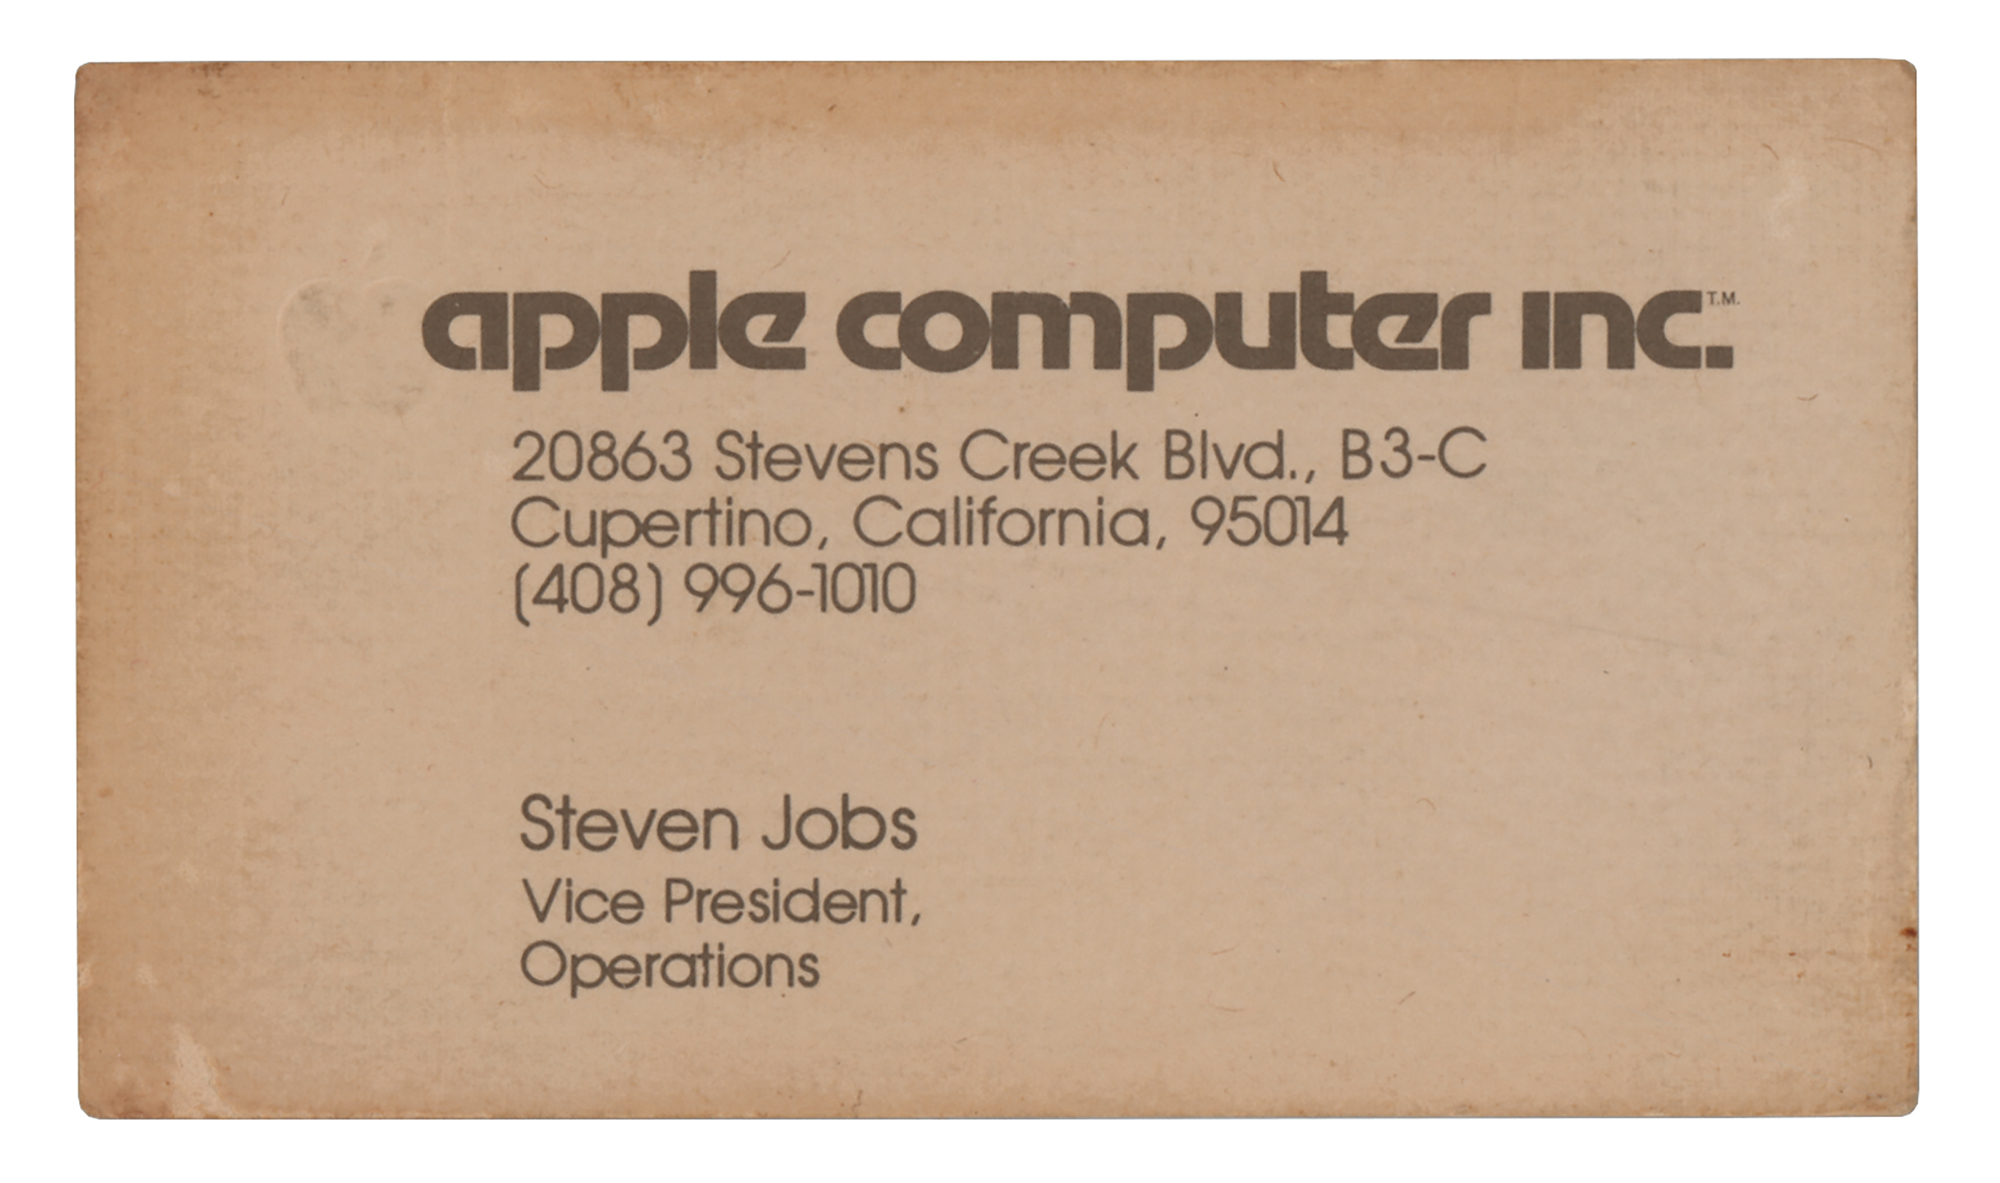 apple computer inc.™
20863 Stevens Creek Blvd., B3-C
Cupertino, California, 95014
(408) 996-1010
Steven Jobs
Vice President,
Operations